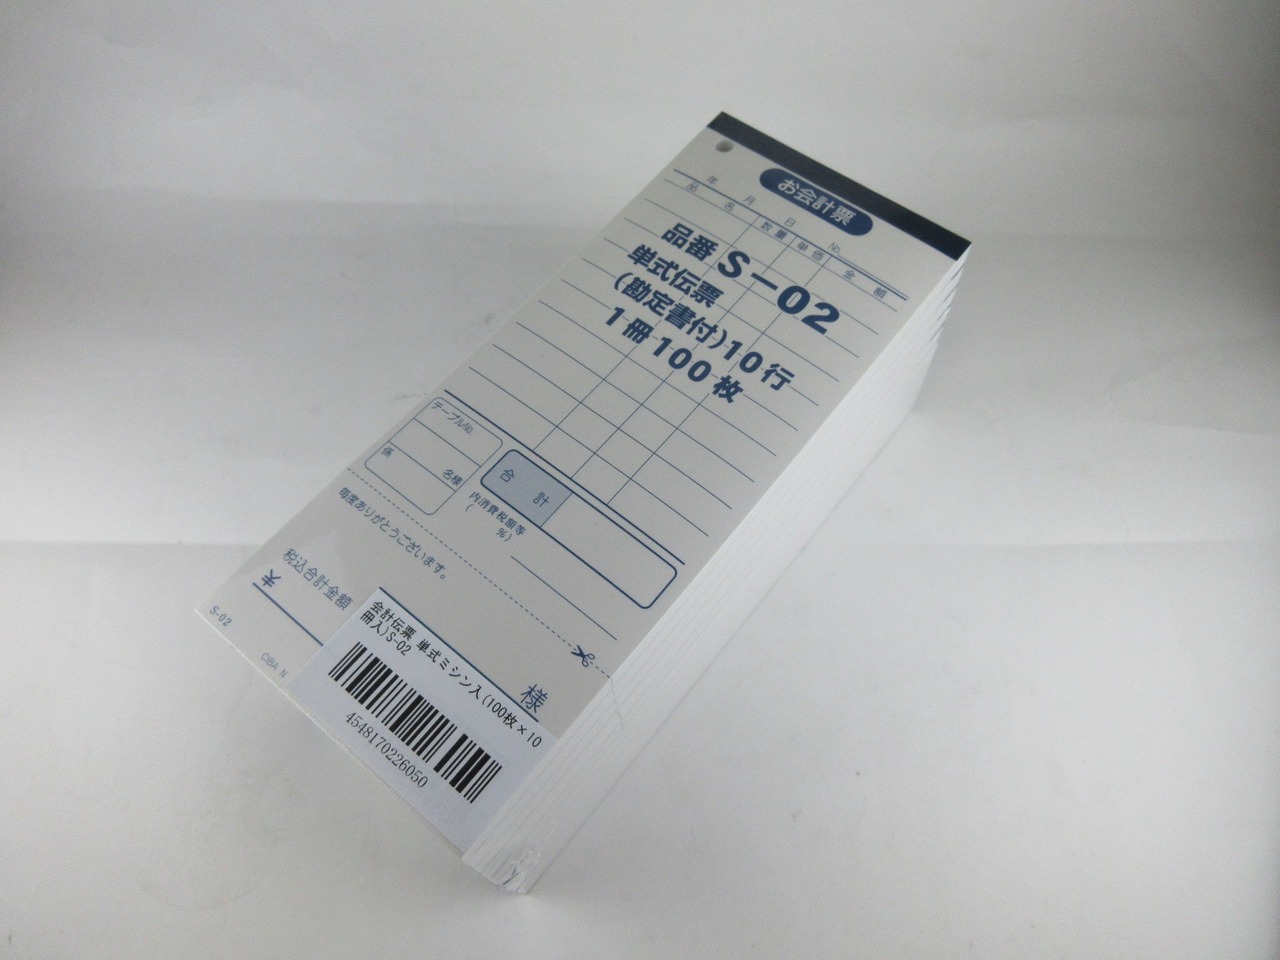 お会計票
年 月 日 No.
品名 数量 単価 金額
品番 S-02
単式伝票
(勘定書付)10行
1冊100枚
テーブルNo.
係 名様
合計
内消費税額等
( %)
毎度ありがとうございます。
税込合計金額
様
S-02
会計伝票 単式ミシン入(100枚×10
冊入)S-02
4548170226050